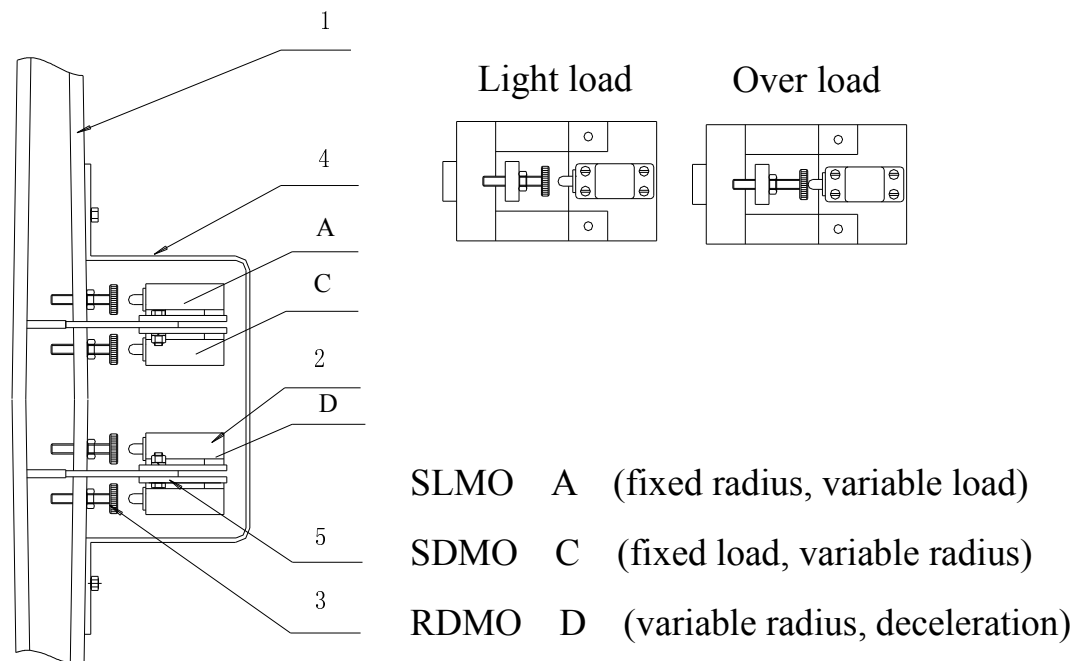 1
Light load Over load
4
A
C
2
D
SLMO A (fixed radius, variable load)
5
SDMO C (fixed load, variable radius)
3
RDMO D (variable radius, deceleration)